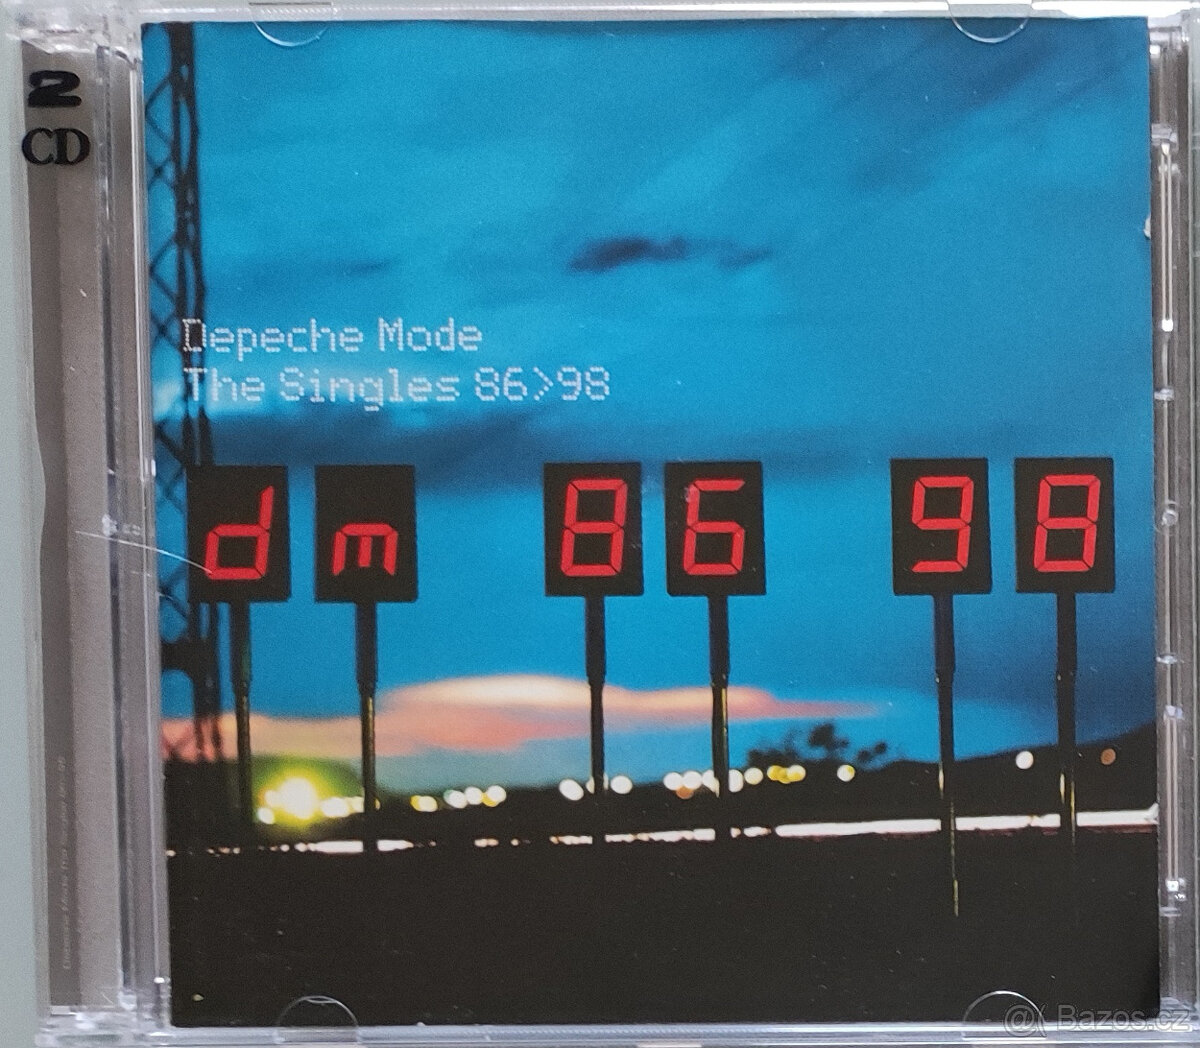 2
CD
Depeche Mode
The Singles 86>98
dm 86 98
@( Bazos.cz